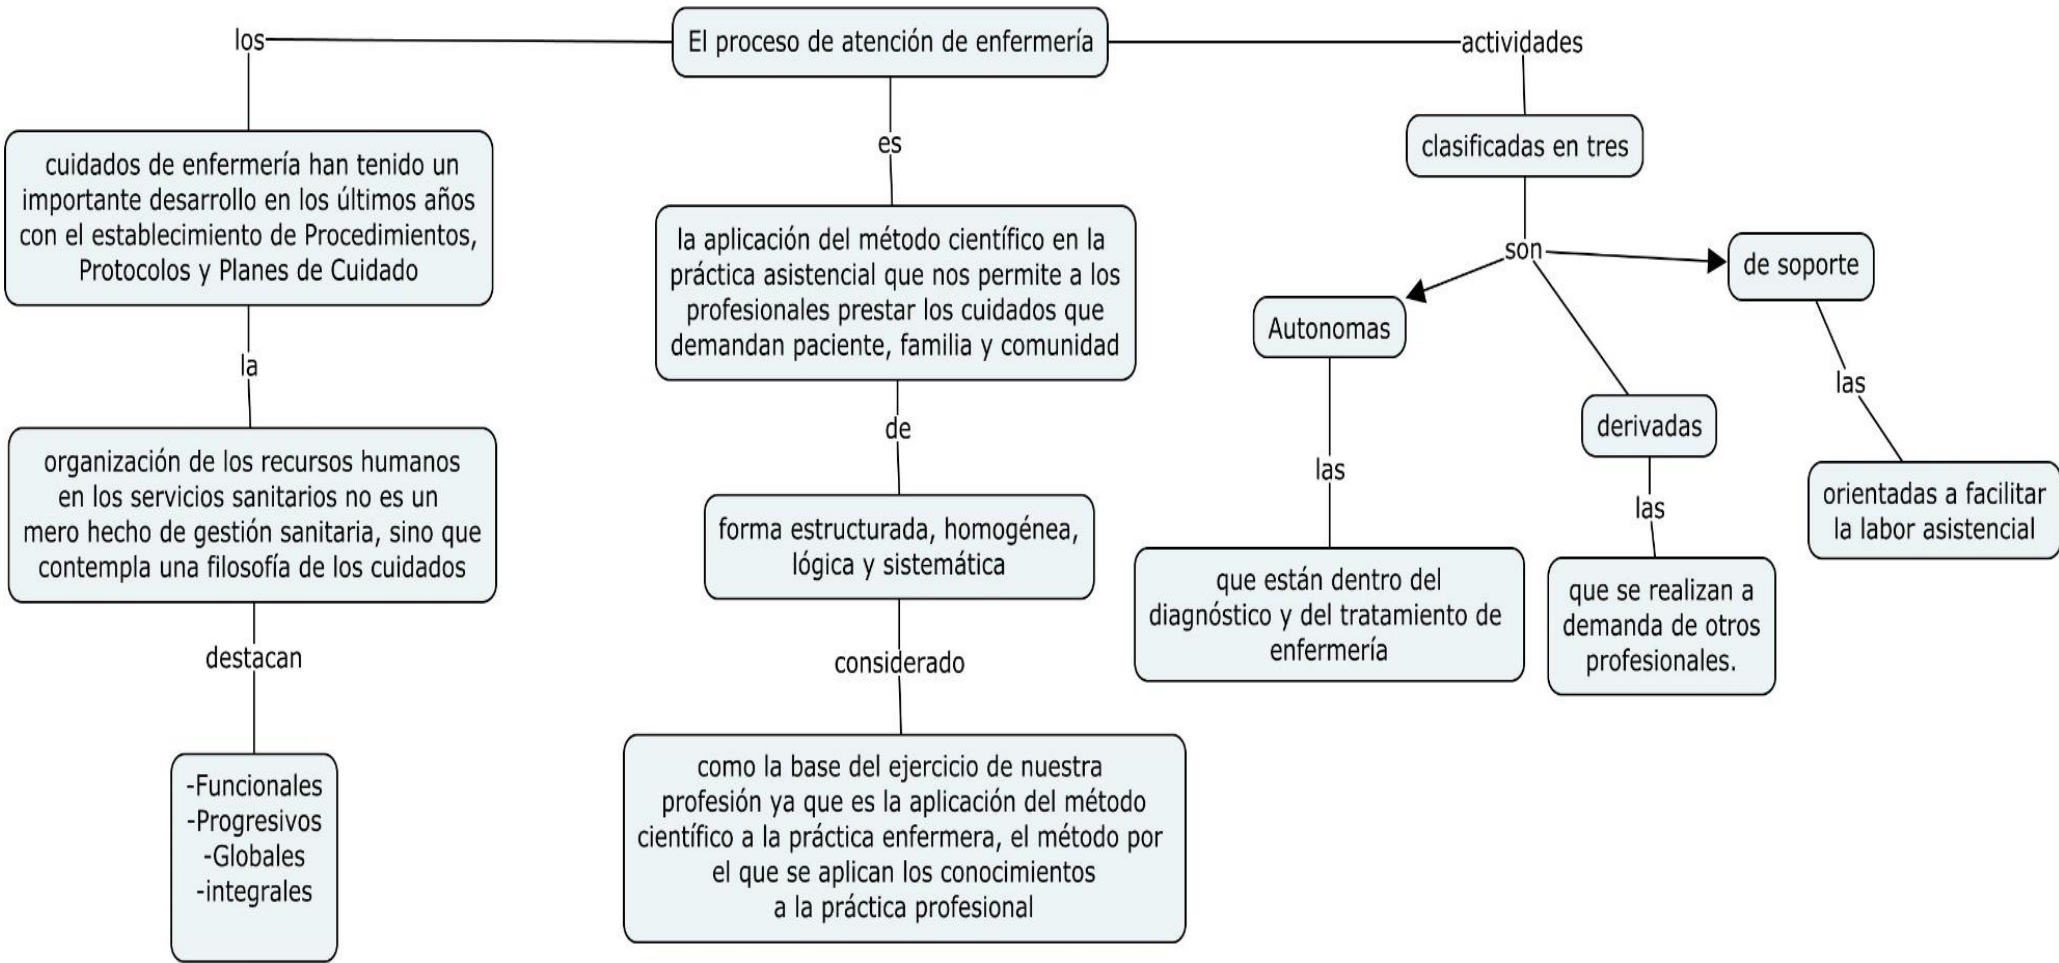 El proceso de atención de enfermería
los
cuidados de enfermería han tenido un
importante desarrollo en los últimos años
con el establecimiento de Procedimientos,
Protocolos y Planes de Cuidado
la
organización de los recursos humanos
en los servicios sanitarios no es un
mero hecho de gestión sanitaria, sino que
contempla una filosofía de los cuidados
destacan
-Funcionales
-Progresivos
-Globales
-integrales
es
la aplicación del método científico en la
práctica asistencial que nos permite a los
profesionales prestar los cuidados que
demandan paciente, familia y comunidad
de
forma estructurada, homogénea,
lógica y sistemática
considerado
como la base del ejercicio de nuestra
profesión ya que es la aplicación del método
científico a la práctica enfermera, el método por
el que se aplican los conocimientos
a la práctica profesional
actividades
clasificadas en tres
son
Autonomas
las
que están dentro del
diagnóstico y del tratamiento de
enfermería
derivadas
las
que se realizan a
demanda de otros
profesionales.
de soporte
las
orientadas a facilitar
la labor asistencial